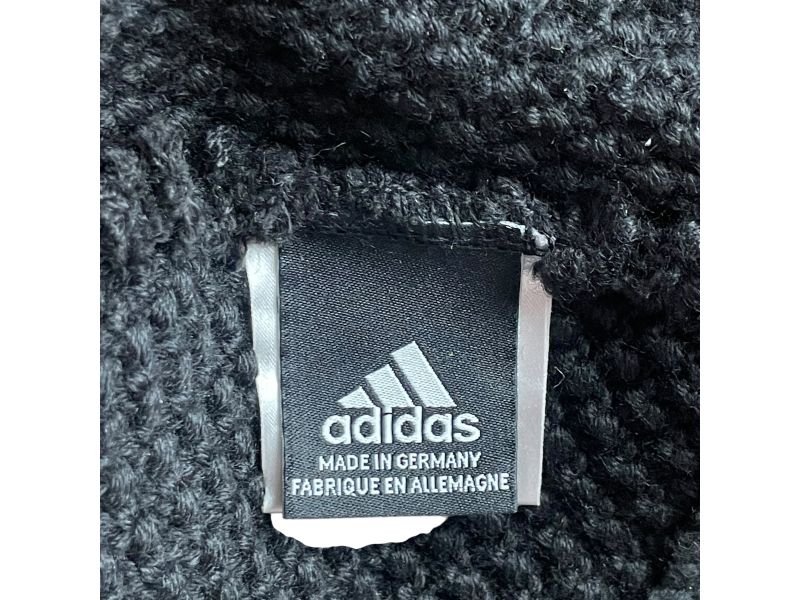 adidas
MADE IN GERMANY
FABRIQUE EN ALLEMAGNE